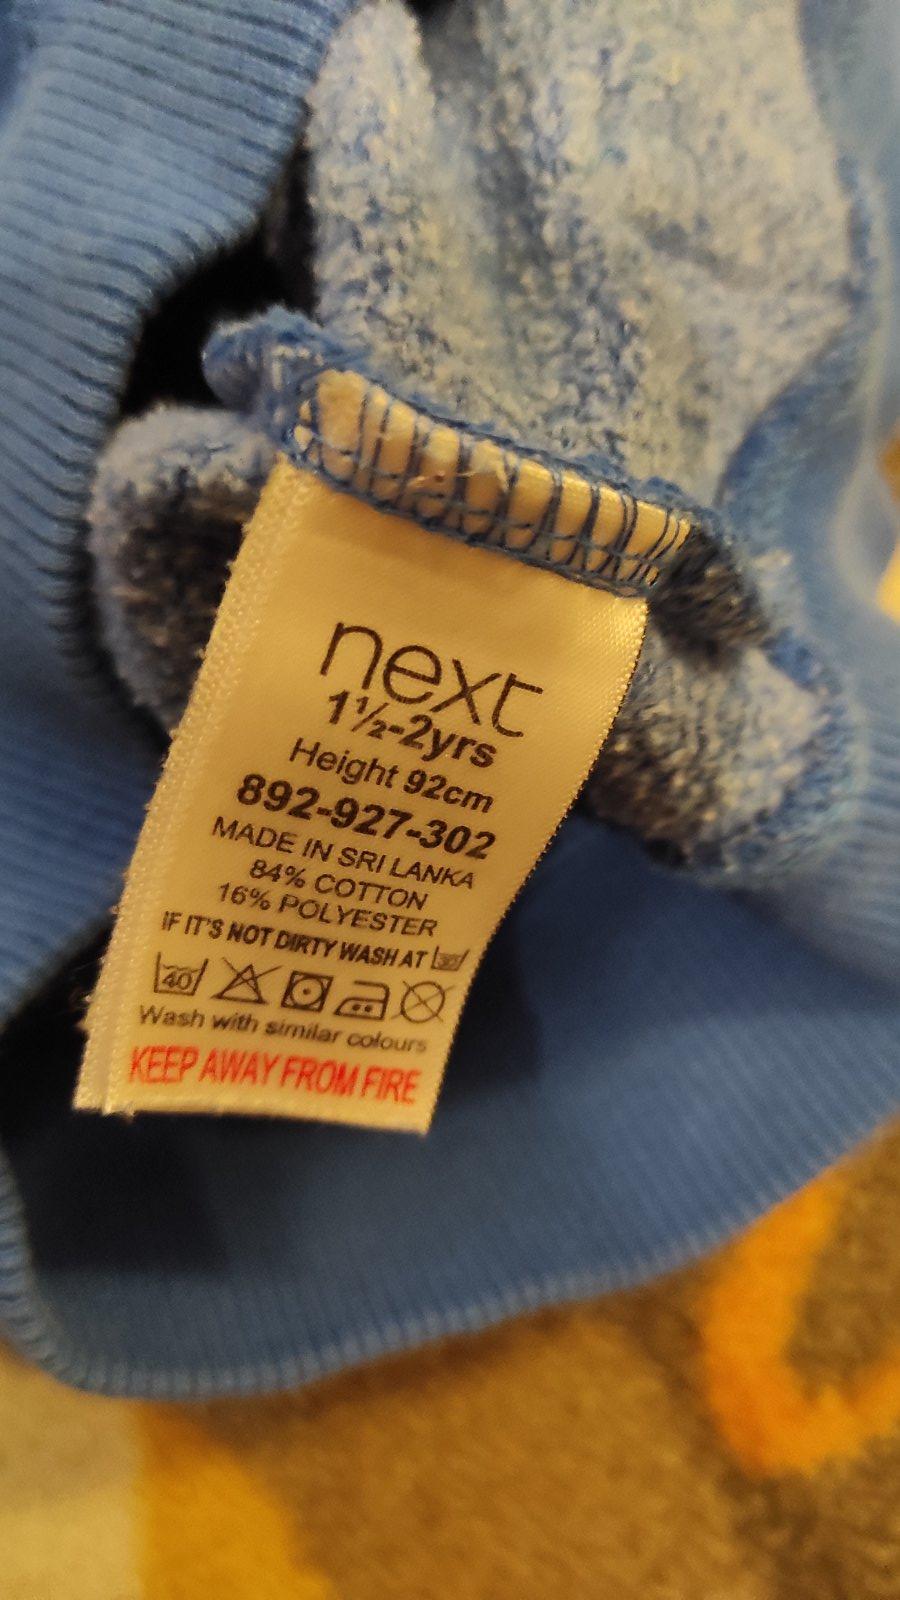 next
1½-2yrs
Height 92cm
892-927-302
MADE IN SRI LANKA
84% COTTON
16% POLYESTER
IF IT'S NOT DIRTY WASH AT 30°
40
Wash with similar colours
KEEP AWAY FROM FIRE